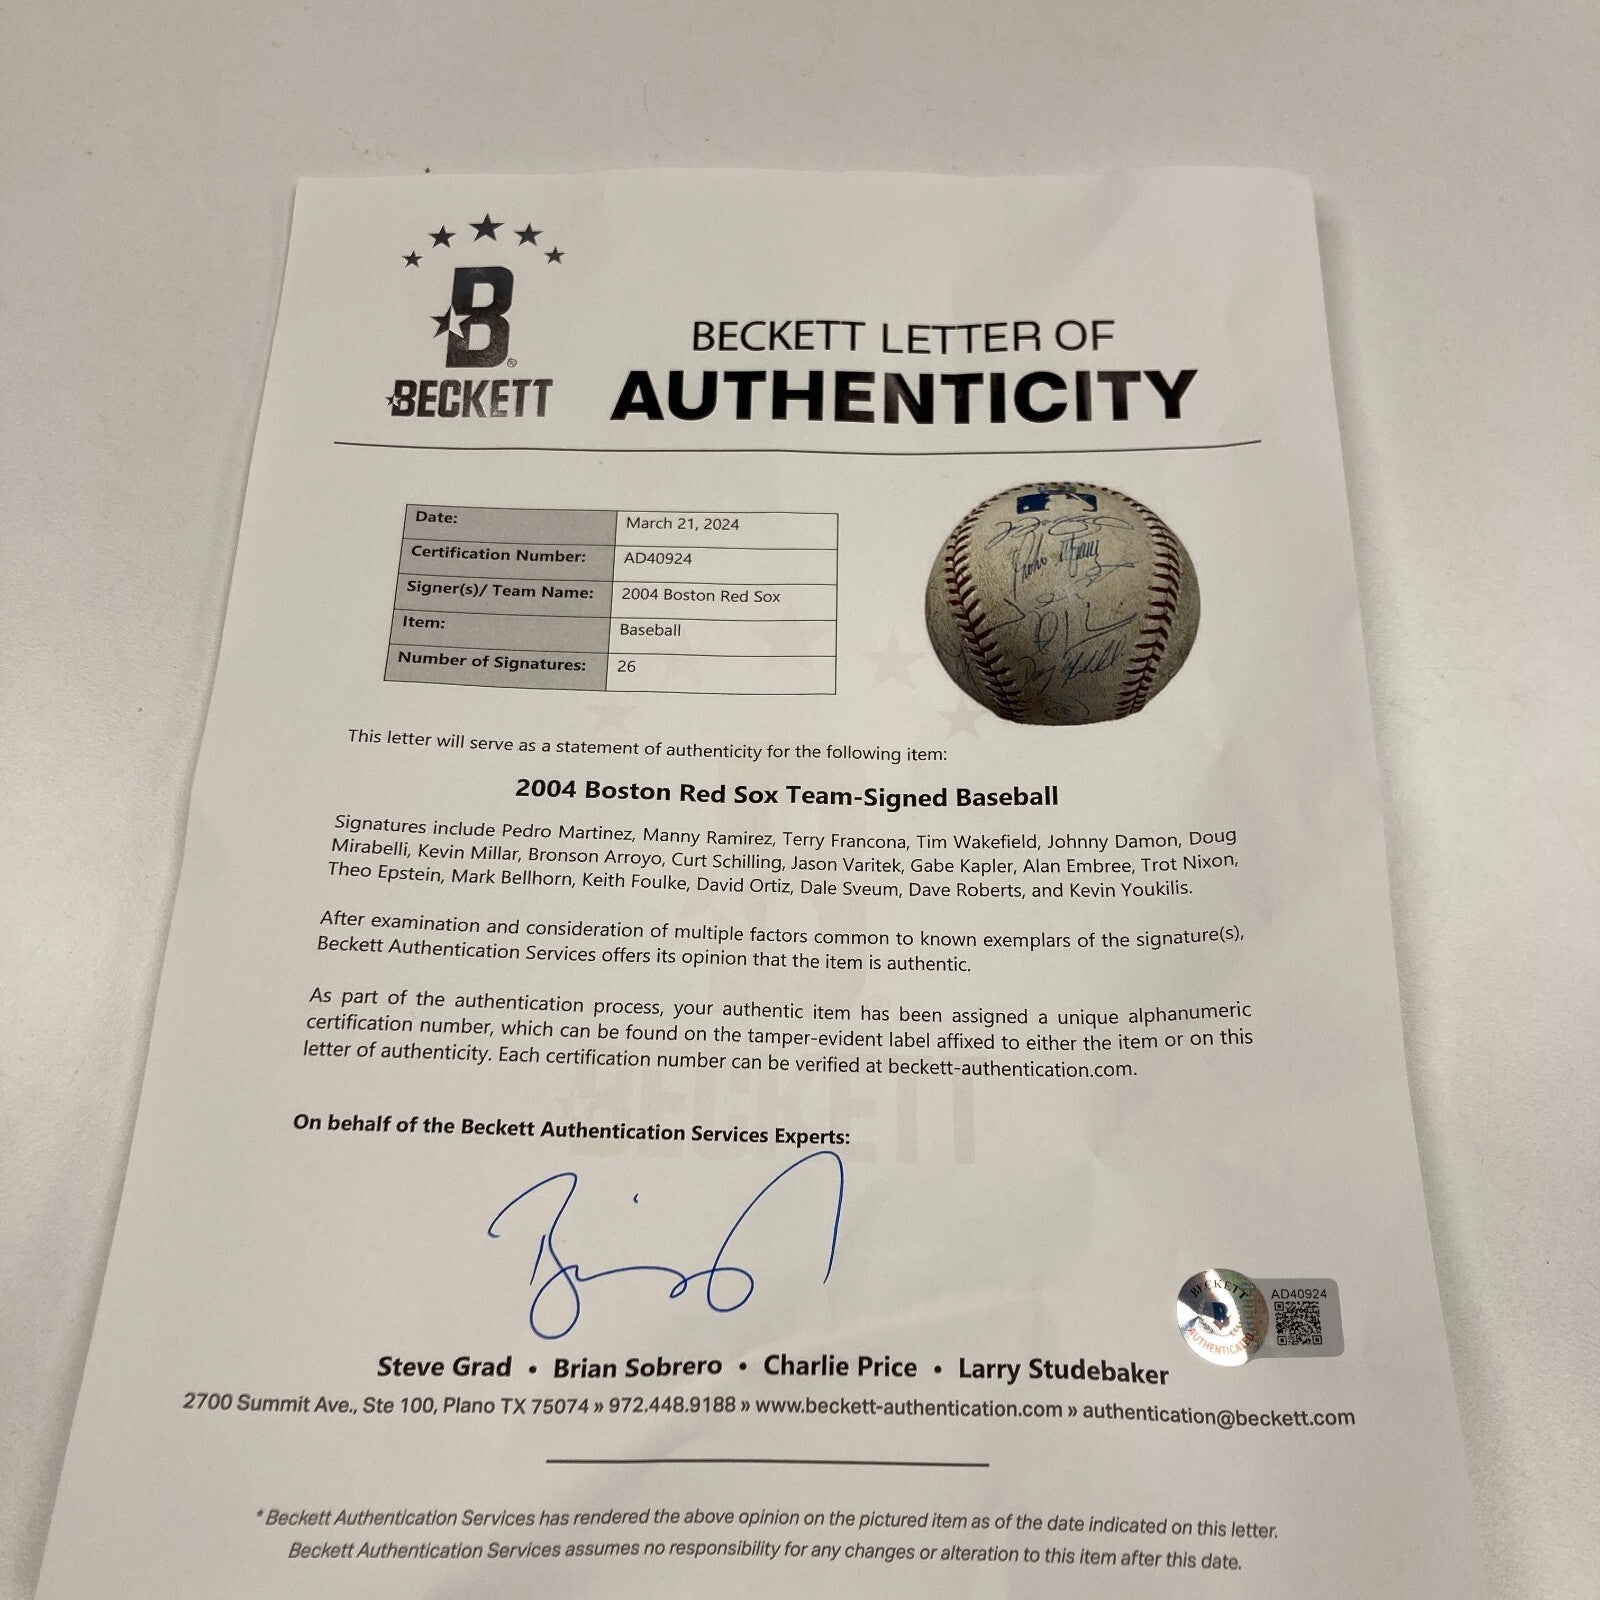 BECKETT
BECKETT LETTER OF
AUTHENTICITY
Date: March 21, 2024
Certification Number: AD40924
Signer(s)/ Team Name: 2004 Boston Red Sox
Item: Baseball
Number of Signatures: 26
This letter will serve as a statement of authenticity for the following item:
2004 Boston Red Sox Team-Signed Baseball
Signatures include Pedro Martinez, Manny Ramirez, Terry Francona, Tim Wakefield, Johnny Damon, Doug
Mirabelli, Kevin Millar, Bronson Arroyo, Curt Schilling, Jason Varitek, Gabe Kapler, Alan Embree, Trot Nixon,
Theo Epstein, Mark Bellhorn, Keith Foulke, David Ortiz, Dale Sveum, Dave Roberts, and Kevin Youkilis.
After examination and consideration of multiple factors common to known exemplars of the signature(s),
Beckett Authentication Services offers its opinion that the item is authentic.
As part of the authentication process, your authentic item has been assigned a unique alphanumeric
certification number, which can be found on the tamper-evident label affixed to either the item or on this
letter of authenticity. Each certification number can be verified at beckett-authentication.com.
BECKETT
On behalf of the Beckett Authentication Services Experts:
BECKETT
B
AUTHENTICATED
AD40924
Steve Grad • Brian Sobrero • Charlie Price • Larry Studebaker
2700 Summit Ave., Ste 100, Plano TX 75074 » 972.448.9188 » www.beckett-authentication.com » authentication@beckett.com
* Beckett Authentication Services has rendered the above opinion on the pictured item as of the date indicated on this letter.
Beckett Authentication Services assumes no responsibility for any changes or alteration to this item after this date.